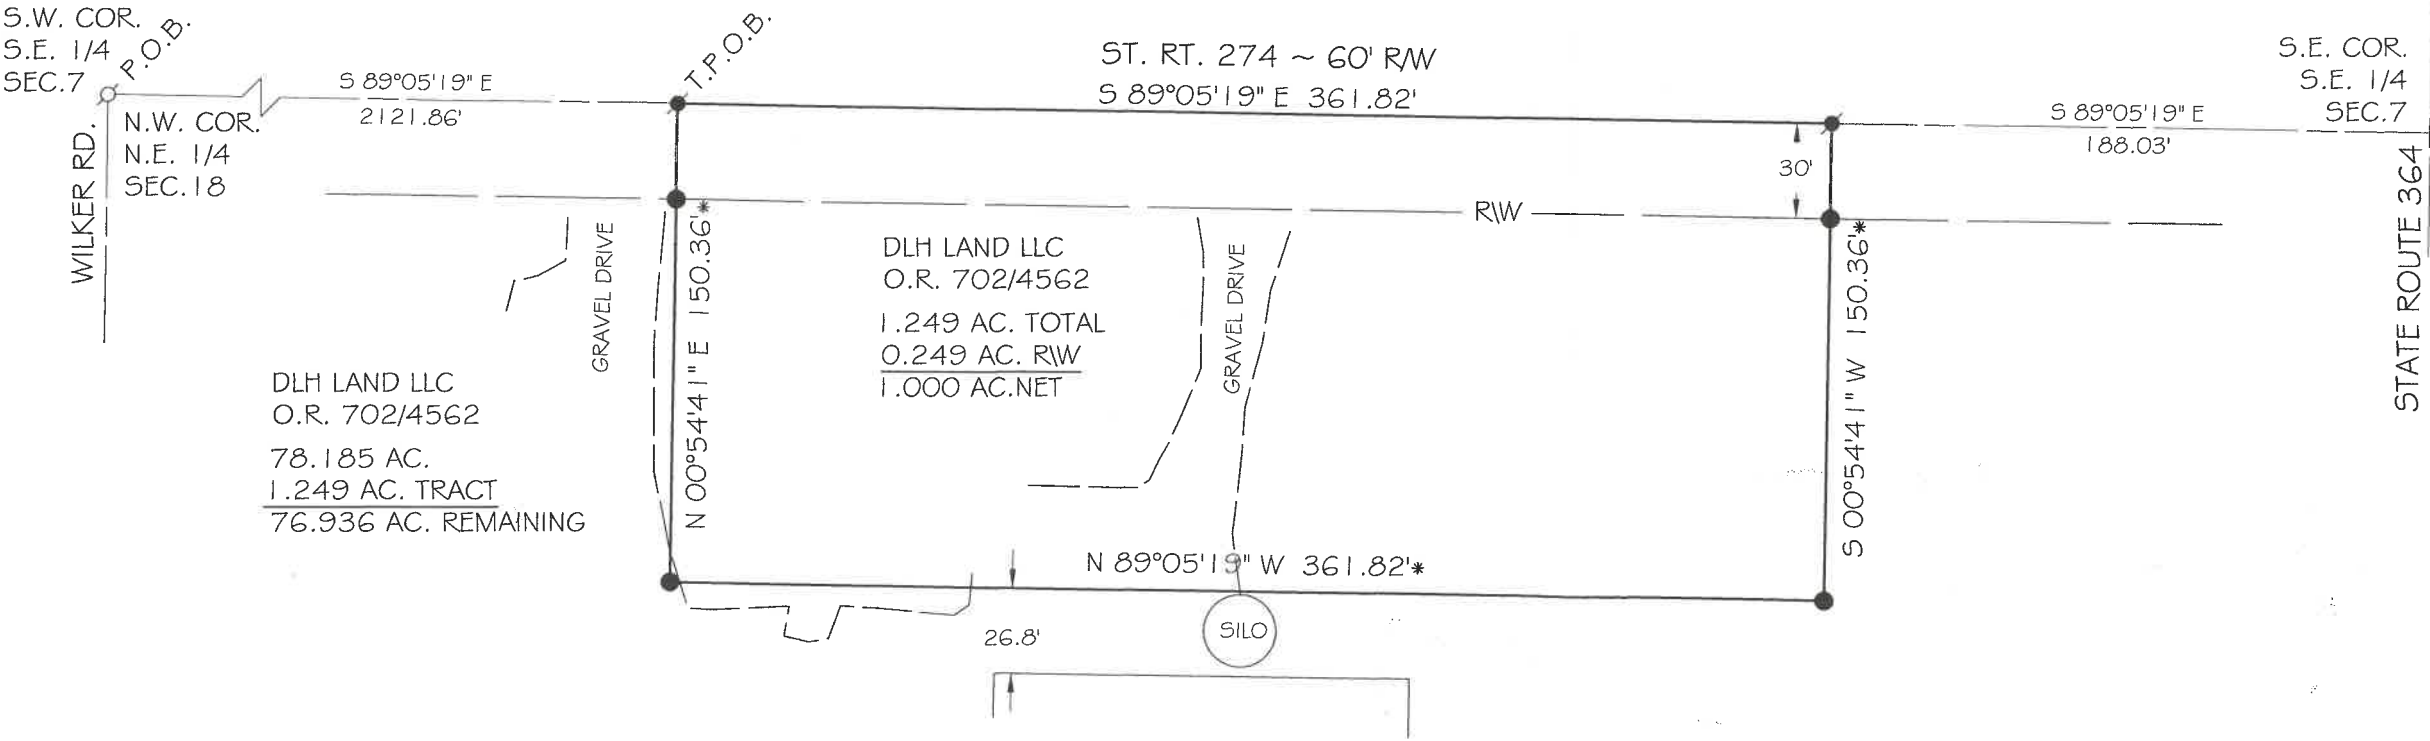 S.W. COR.
S.E. 1/4
SEC.7
P.O.B.
N.W. COR.
N.E. 1/4
SEC.18
WILKER RD.
S 89°05'19" E
2121.86'
T.P.O.B.
ST. RT. 274 ~ 60' R/W
S 89°05'19" E 361.82'
S.E. COR.
S.E. 1/4
SEC.7
S 89°05'19" E
188.03'
STATE ROUTE 364
30'
R\W
GRAVEL DRIVE
N 00°54'41" E 150.36'*
DLH LAND LLC
O.R. 702/4562
1.249 AC. TOTAL
0.249 AC. R\W
1.000 AC.NET
GRAVEL DRIVE
S 00°54'41" W 150.36'*
DLH LAND LLC
O.R. 702/4562
78.185 AC.
1.249 AC. TRACT
76.936 AC. REMAINING
N 89°05'19" W 361.82'*
26.8'
SILO